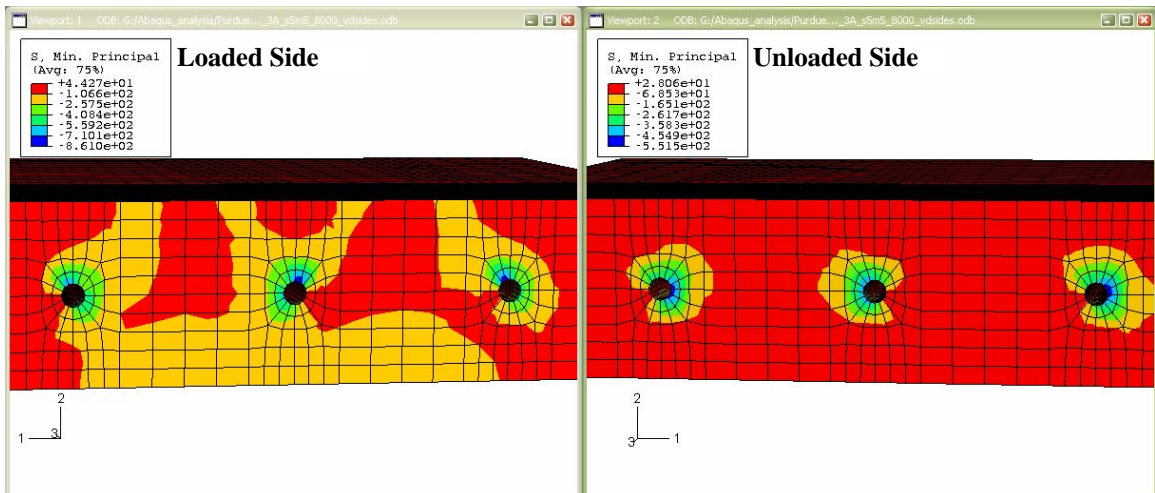 Viewport: 1 ODB: G:/Abaqus_analysis/Purdue..._3A_s5m5_8000_vdsides.odb
Loaded Side
S, Min. Principal
(Avg: 75%)
+4.427e+01
-1.066e+02
-2.575e+02
-4.084e+02
-5.592e+02
-7.101e+02
-8.610e+02
2
1
3
Viewport: 2 ODB: G:/Abaqus_analysis/Purdue..._3A_s5m5_8000_vdsides.odb
Unloaded Side
S, Min. Principal
(Avg: 75%)
+2.806e+01
-6.853e+01
-1.651e+02
-2.617e+02
-3.583e+02
-4.549e+02
-5.515e+02
2
3
1